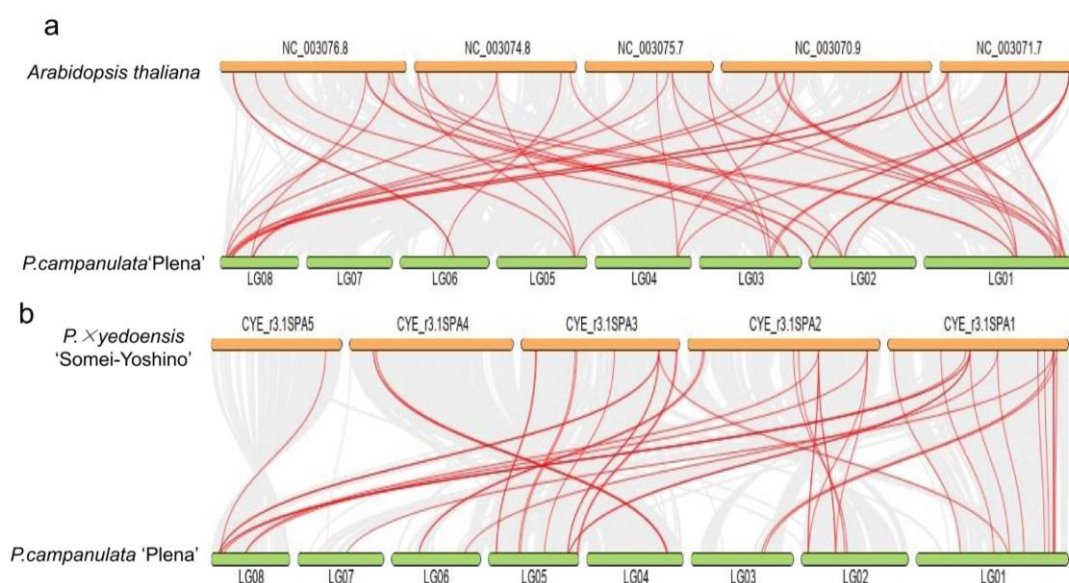 a
NC_003076.8 NC_003074.8 NC_003075.7 NC_003070.9 NC_003071.7
Arabidopsis thaliana
P.campanulata‘Plena’
LG08 LG07 LG06 LG05 LG04 LG03 LG02 LG01
b
CYE_r3.1SPA5 CYE_r3.1SPA4 CYE_r3.1SPA3 CYE_r3.1SPA2 CYE_r3.1SPA1
P.×yedoensis
‘Somei-Yoshino’
P.campanulata ‘Plena’
LG08 LG07 LG06 LG05 LG04 LG03 LG02 LG01